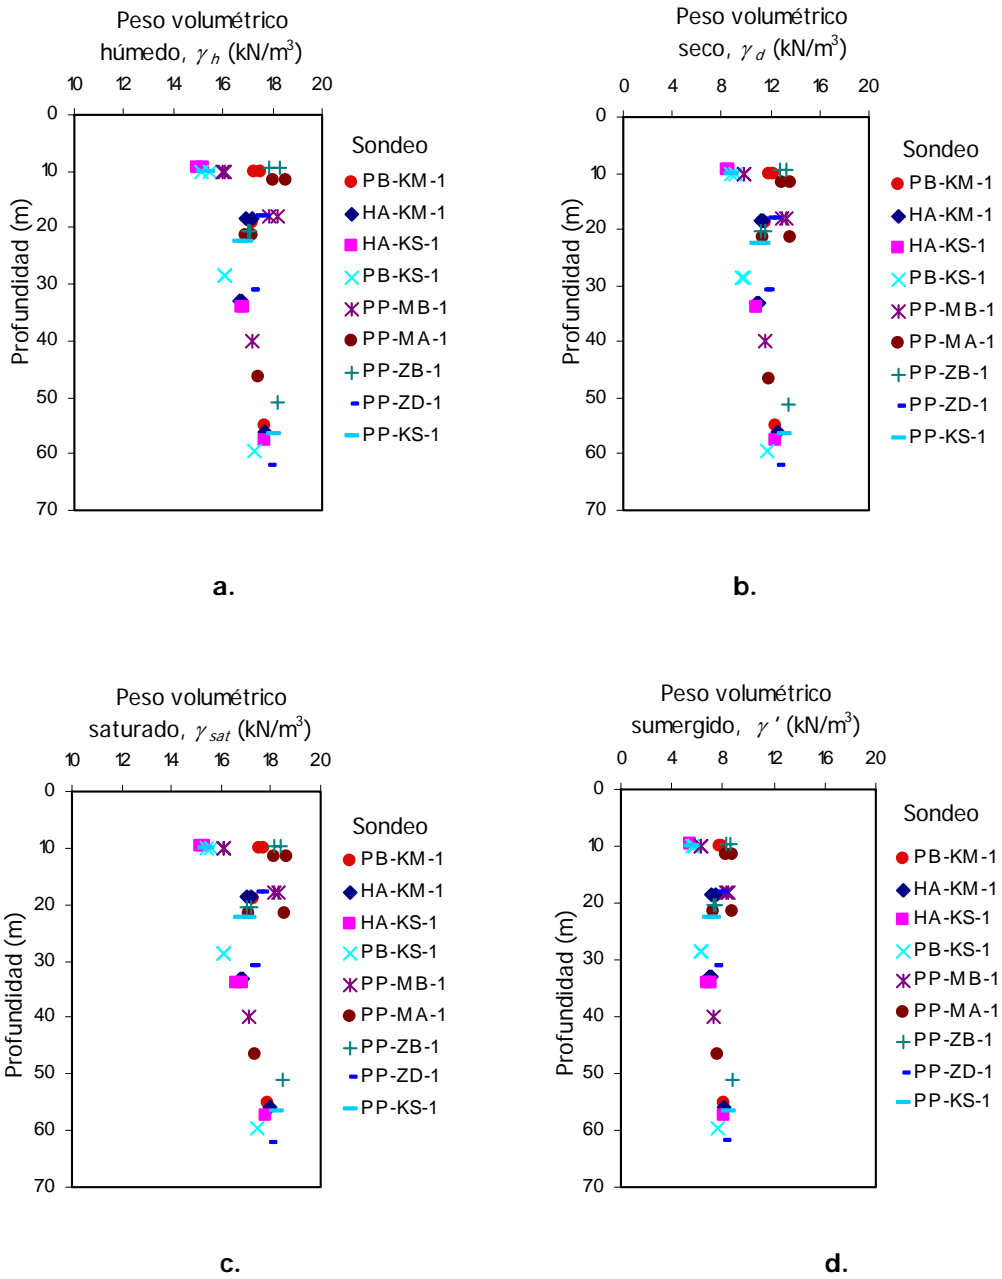 Peso volumétrico
húmedo, γh (kN/m³)
10 12 14 16 18 20
0
10
20
30
40
50
60
70
Profundidad (m)
Sondeo
PB-KM-1
HA-KM-1
HA-KS-1
PB-KS-1
PP-MB-1
PP-MA-1
PP-ZB-1
PP-ZD-1
PP-KS-1
a.
Peso volumétrico
seco, γd (kN/m³)
0 4 8 12 16 20
0
10
20
30
40
50
60
70
Profundidad (m)
Sondeo
PB-KM-1
HA-KM-1
HA-KS-1
PB-KS-1
PP-MB-1
PP-MA-1
PP-ZB-1
PP-ZD-1
PP-KS-1
b.
Peso volumétrico
saturado, γsat (kN/m³)
10 12 14 16 18 20
0
10
20
30
40
50
60
70
Profundidad (m)
Sondeo
PB-KM-1
HA-KM-1
HA-KS-1
PB-KS-1
PP-MB-1
PP-MA-1
PP-ZB-1
PP-ZD-1
PP-KS-1
c.
Peso volumétrico
sumergido, γ' (kN/m³)
0 4 8 12 16 20
0
10
20
30
40
50
60
70
Profundidad (m)
Sondeo
PB-KM-1
HA-KM-1
HA-KS-1
PB-KS-1
PP-MB-1
PP-MA-1
PP-ZB-1
PP-ZD-1
PP-KS-1
d.